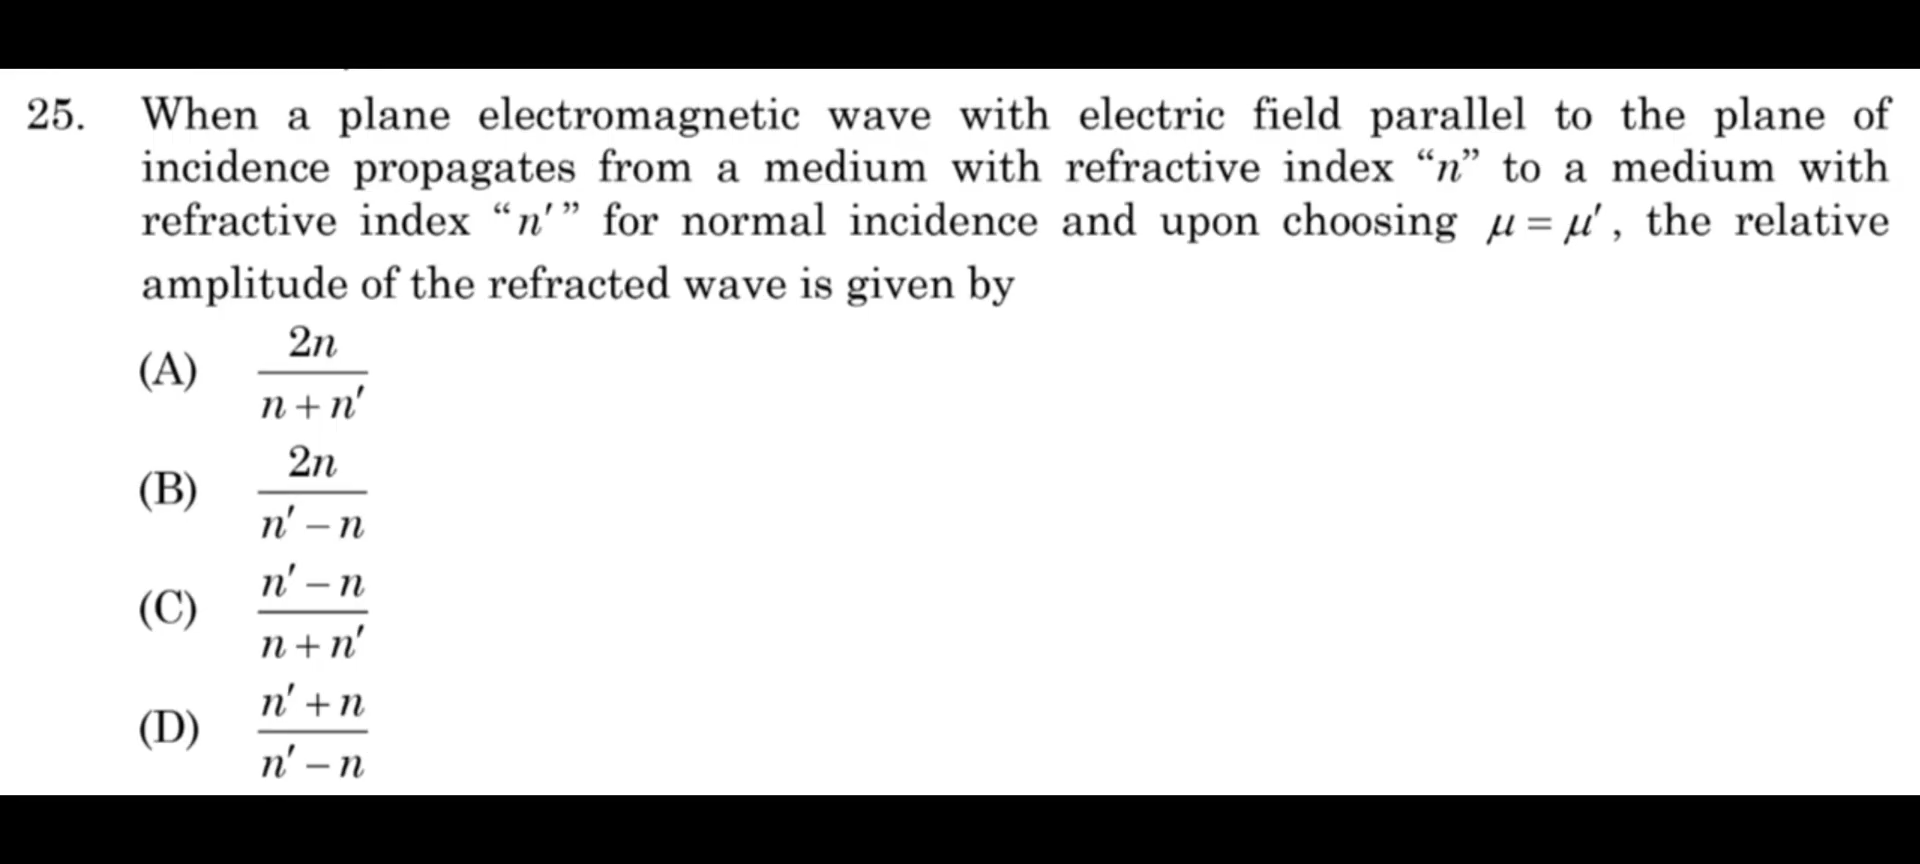 25. When a plane electromagnetic wave with electric field parallel to the plane of
incidence propagates from a medium with refractive index “n” to a medium with
refractive index “n′” for normal incidence and upon choosing μ = μ′, the relative
amplitude of the refracted wave is given by
(A) 2n / n + n′
(B) 2n / n′ – n
(C) n′ – n / n + n′
(D) n′ + n / n′ – n